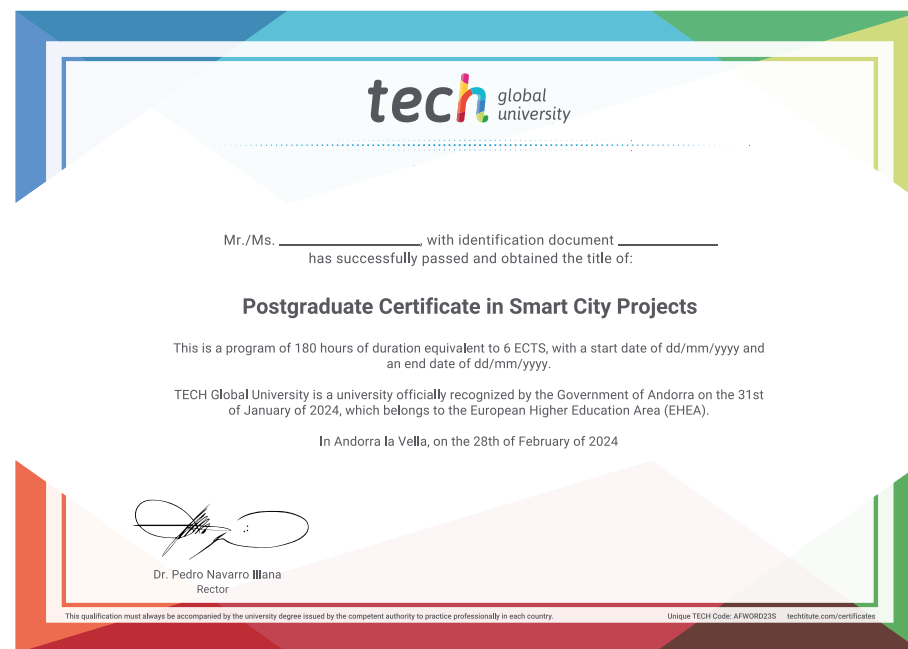 tech global
university
Mr./Ms. ____________________, with identification document ______________
has successfully passed and obtained the title of:
Postgraduate Certificate in Smart City Projects
This is a program of 180 hours of duration equivalent to 6 ECTS, with a start date of dd/mm/yyyy and
an end date of dd/mm/yyyy.
TECH Global University is a university officially recognized by the Government of Andorra on the 31st
of January of 2024, which belongs to the European Higher Education Area (EHEA).
In Andorra la Vella, on the 28th of February of 2024
Dr. Pedro Navarro Illana
Rector
This qualification must always be accompanied by the university degree issued by the competent authority to practice professionally in each country.
Unique TECH Code: AFWORD23S techtitute.com/certificates